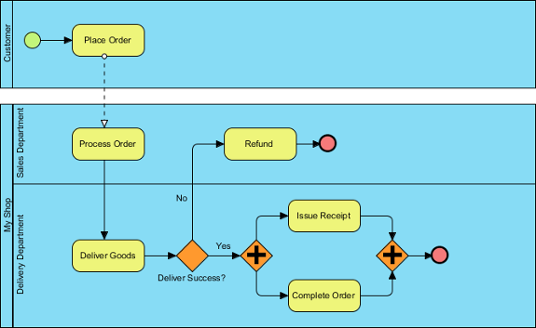 Customer
Place Order
My Shop
Sales Department
Process Order
Refund
No
Delivery Department
Deliver Goods
Deliver Success?
Yes
Issue Receipt
Complete Order